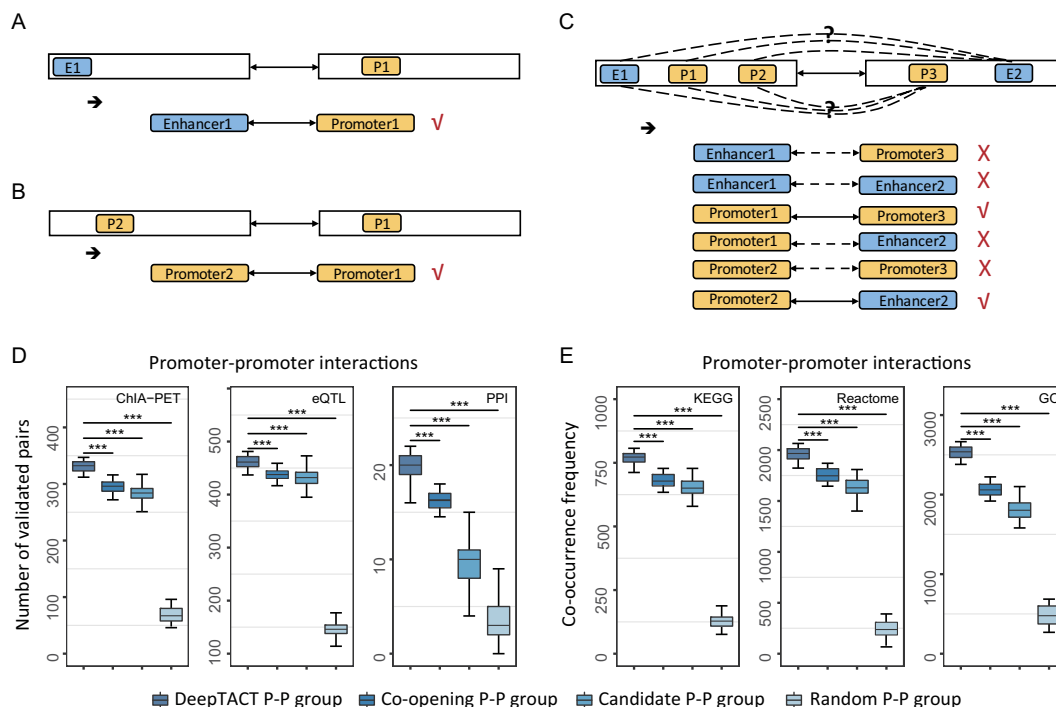 A
E1
P1
Enhancer1
Promoter1
√
B
P2
P1
Promoter2
Promoter1
√
C
?
E1
P1
P2
P3
E2
?
Enhancer1
Promoter3
X
Enhancer1
Enhancer2
X
Promoter1
Promoter3
√
Promoter1
Enhancer2
X
Promoter2
Promoter3
X
Promoter2
Enhancer2
√
D
Promoter-promoter interactions
Number of validated pairs
ChIA−PET
***
***
***
400
300
200
100
0
eQTL
***
***
***
500
400
300
200
100
PPI
***
***
***
20
10
0
E
Promoter-promoter interactions
Co-occurrence frequency
KEGG
***
***
***
1000
750
500
250
0
Reactome
***
***
***
2500
2000
1500
1000
500
0
GO
***
***
***
3000
2000
1000
0
DeepTACT P-P group
Co-opening P-P group
Candidate P-P group
Random P-P group